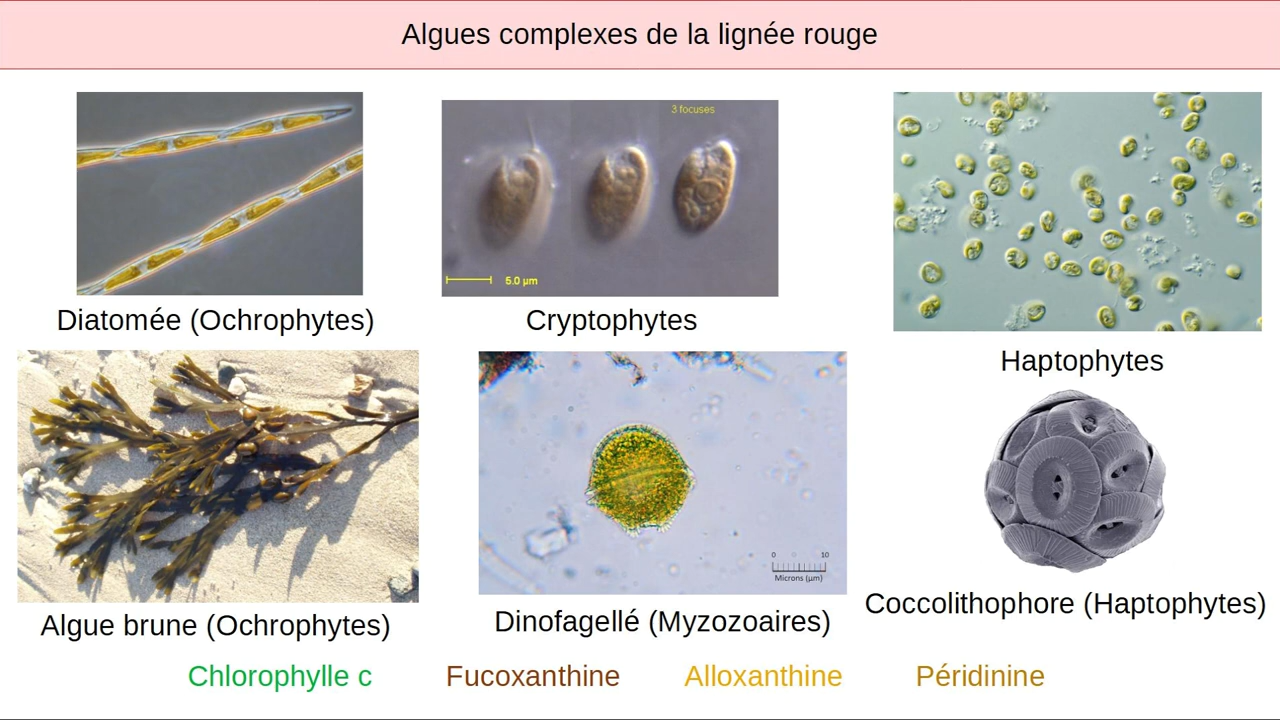 Algues complexes de la lignée rouge
3 focuses
5.0 µm
Diatomée (Ochrophytes)
Cryptophytes
Haptophytes
0 10
Microns (µm)
Algue brune (Ochrophytes)
Dinofagellé (Myzozoaires)
Coccolithophore (Haptophytes)
Chlorophylle c Fucoxanthine Alloxanthine Péridinine